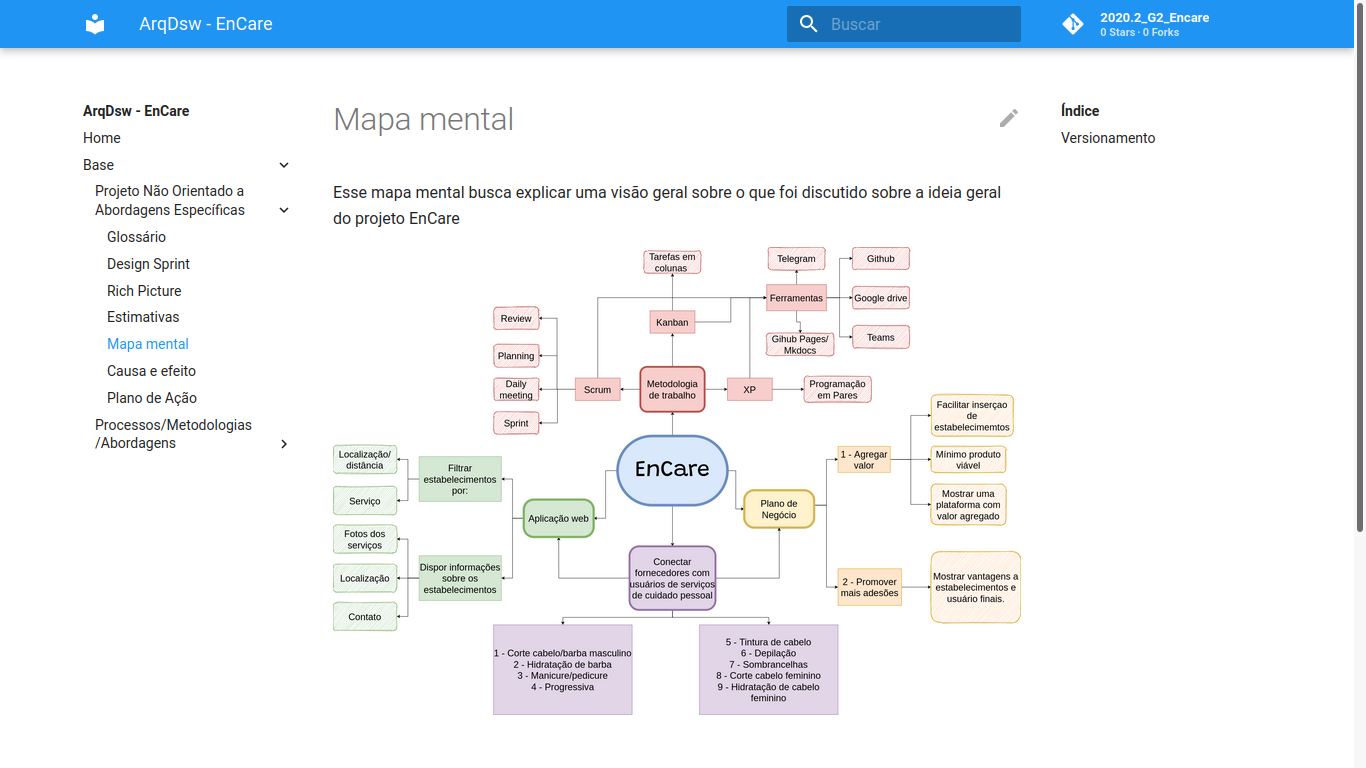 ArqDsw - EnCare
Buscar
2020.2_G2_Encare
0 Stars · 0 Forks
ArqDsw - EnCare
Home
Base
Projeto Não Orientado a
Abordagens Específicas
Glossário
Design Sprint
Rich Picture
Estimativas
Mapa mental
Causa e efeito
Plano de Ação
Processos/Metodologias
/Abordagens
Mapa mental
Esse mapa mental busca explicar uma visão geral sobre o que foi discutido sobre a ideia geral
do projeto EnCare
Tarefas em
colunas
Telegram
Github
Ferramentas
Google drive
Kanban
Gihub Pages/
Mkdocs
Teams
Review
Planning
Daily
meeting
Sprint
Scrum
Metodologia
de trabalho
XP
Programação
em Pares
EnCare
Localização/
distância
Serviço
Filtrar
estabelecimentos
por:
Fotos dos
serviços
Localização
Contato
Dispor informações
sobre os
estabelecimentos
Aplicação web
Conectar
fornecedores com
usuários de serviços
de cuidado pessoal
Plano de
Negócio
1 - Agregar
valor
Facilitar inserçao
de
estabelecimemtos
Mínimo produto
viável
Mostrar uma
plataforma com
valor agregado
2 - Promover
mais adesões
Mostrar vantagens a
estabelecimentos e
usuário finais.
1 - Corte cabelo/barba masculino
2 - Hidratação de barba
3 - Manicure/pedicure
4 - Progressiva
5 - Tintura de cabelo
6 - Depilação
7 - Sombrancelhas
8 - Corte cabelo feminino
9 - Hidratação de cabelo
feminino
Índice
Versionamento